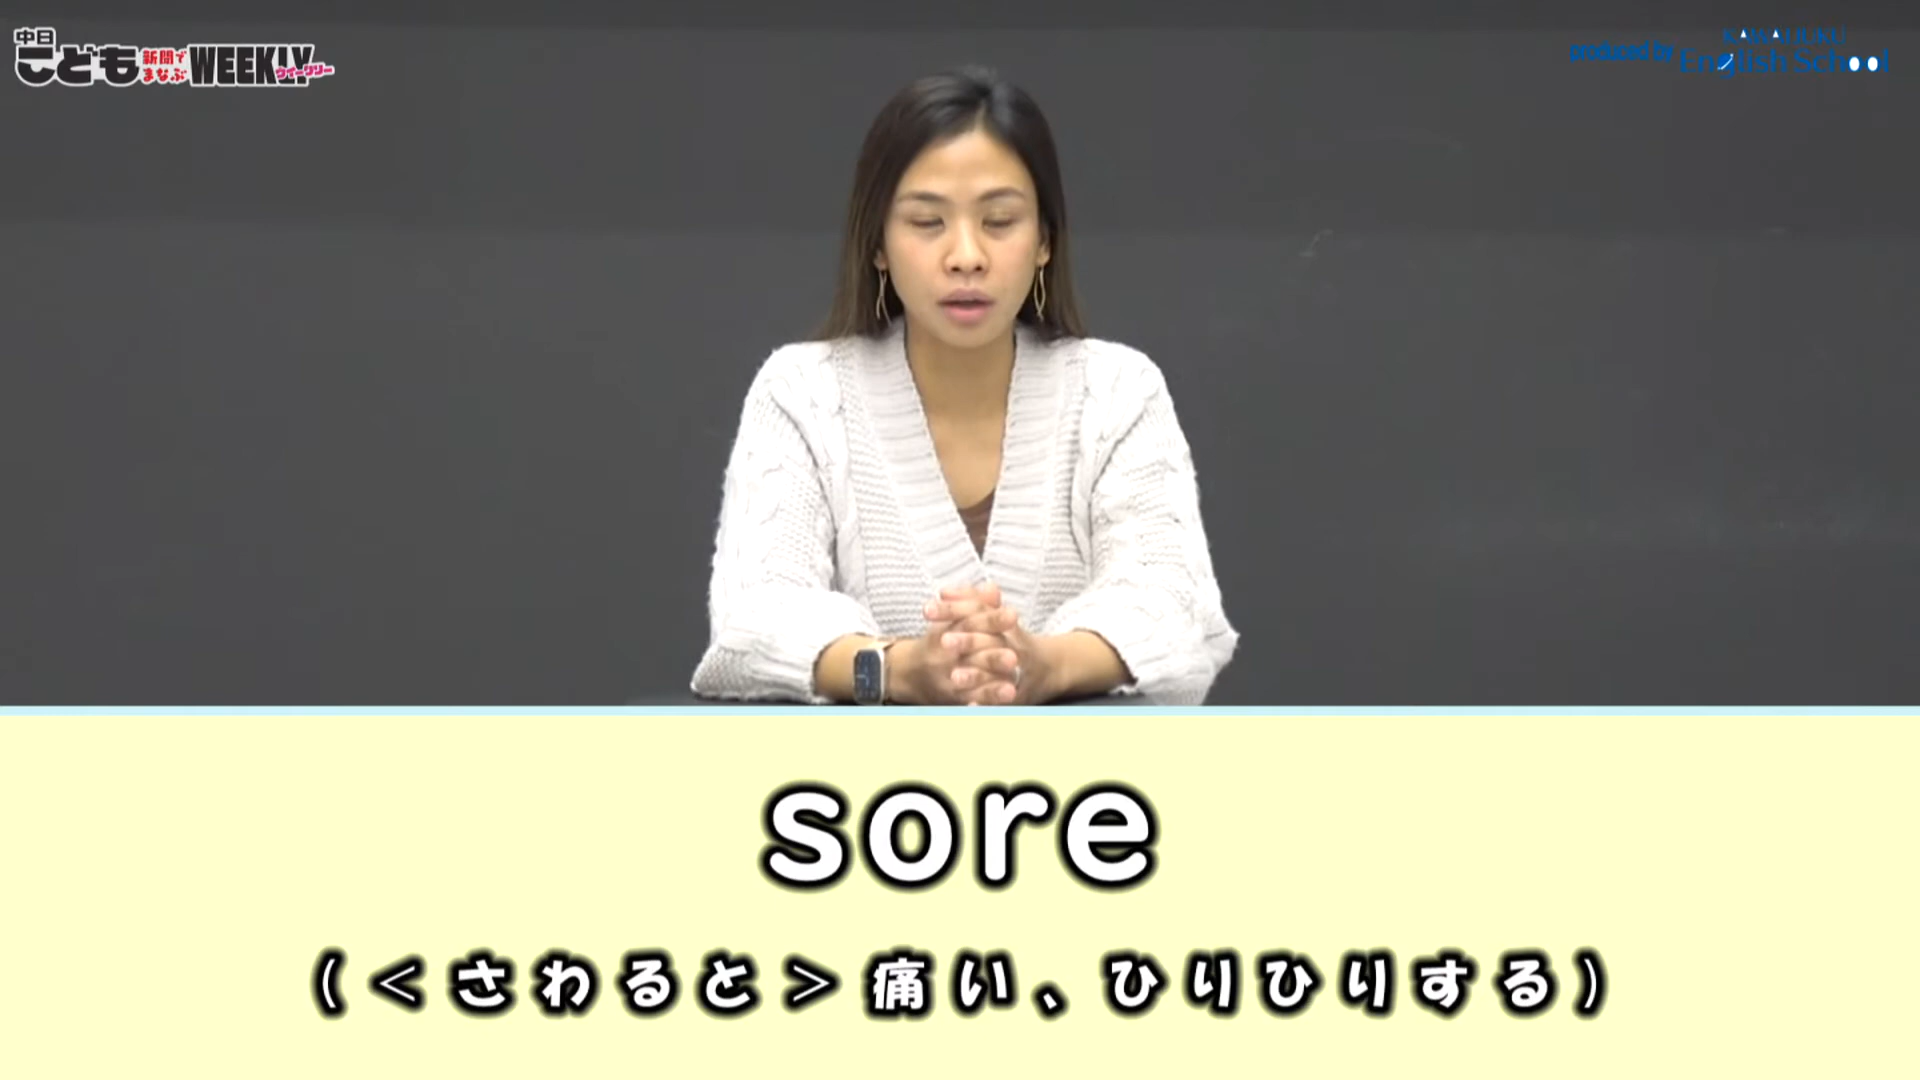 中日
こども
新聞で
まなぶ
WEEKLY
ウィークリー
produced by
KAWAIJUKU
English School
sore
(<さわると>痛い、ひりひりする)